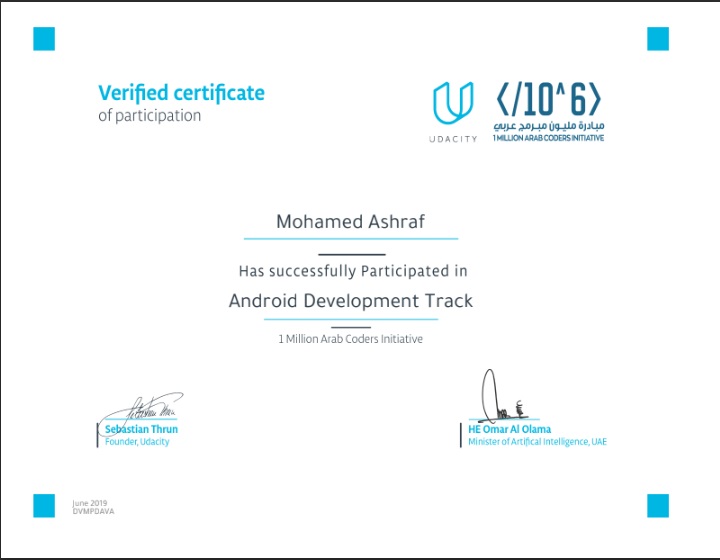 Verified certificate
of participation
UDACITY
</10^6>
مبادرة مليون مبرمج عربي
1 MILLION ARAB CODERS INITIATIVE
Mohamed Ashraf
Has successfully Participated in
Android Development Track
1 Million Arab Coders Initiative
Sebastian Thrun
Founder, Udacity
HE Omar Al Olama
Minister of Artifical Intelligence, UAE
June 2019
DVMPDAVA